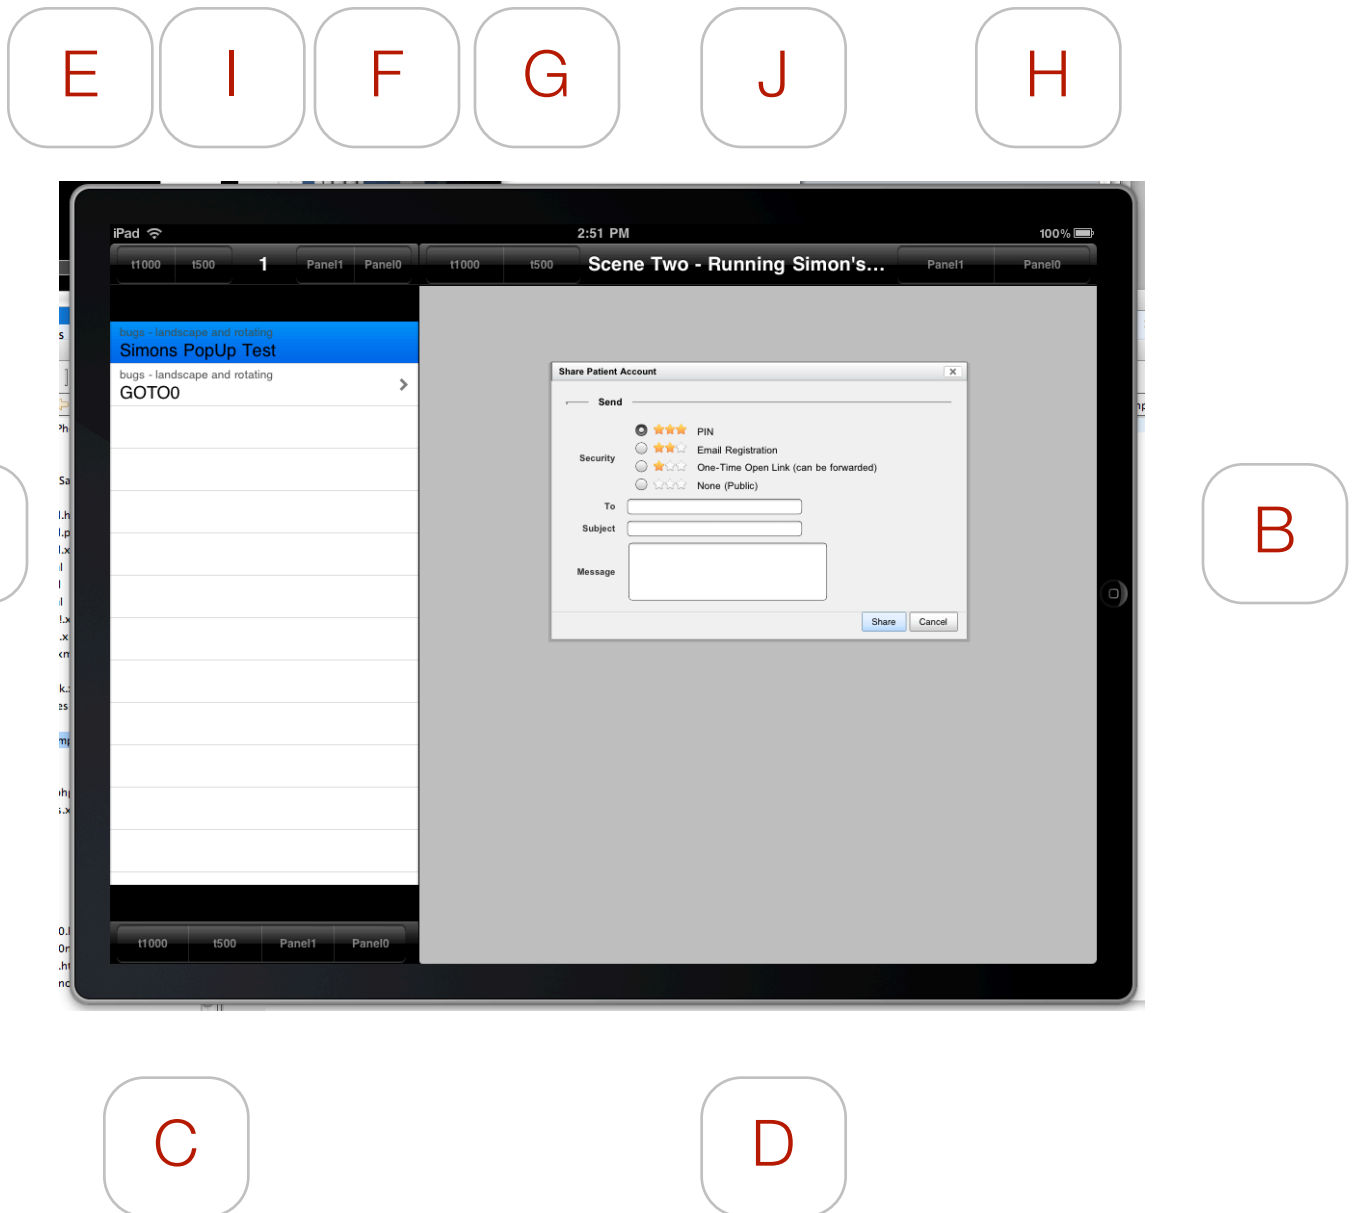 E I F G J H
iPad 2:51 PM 100%
t1000 t500 1 Panel1 Panel0 t1000 t500 Scene Two - Running Simon's... Panel1 Panel0
bugs - landscape and rotating
Simons PopUp Test
bugs - landscape and rotating
GOTO0
Share Patient Account
Send
Security
PIN
Email Registration
One-Time Open Link (can be forwarded)
None (Public)
To
Subject
Message
Share Cancel
B
t1000 t500 Panel1 Panel0
C D